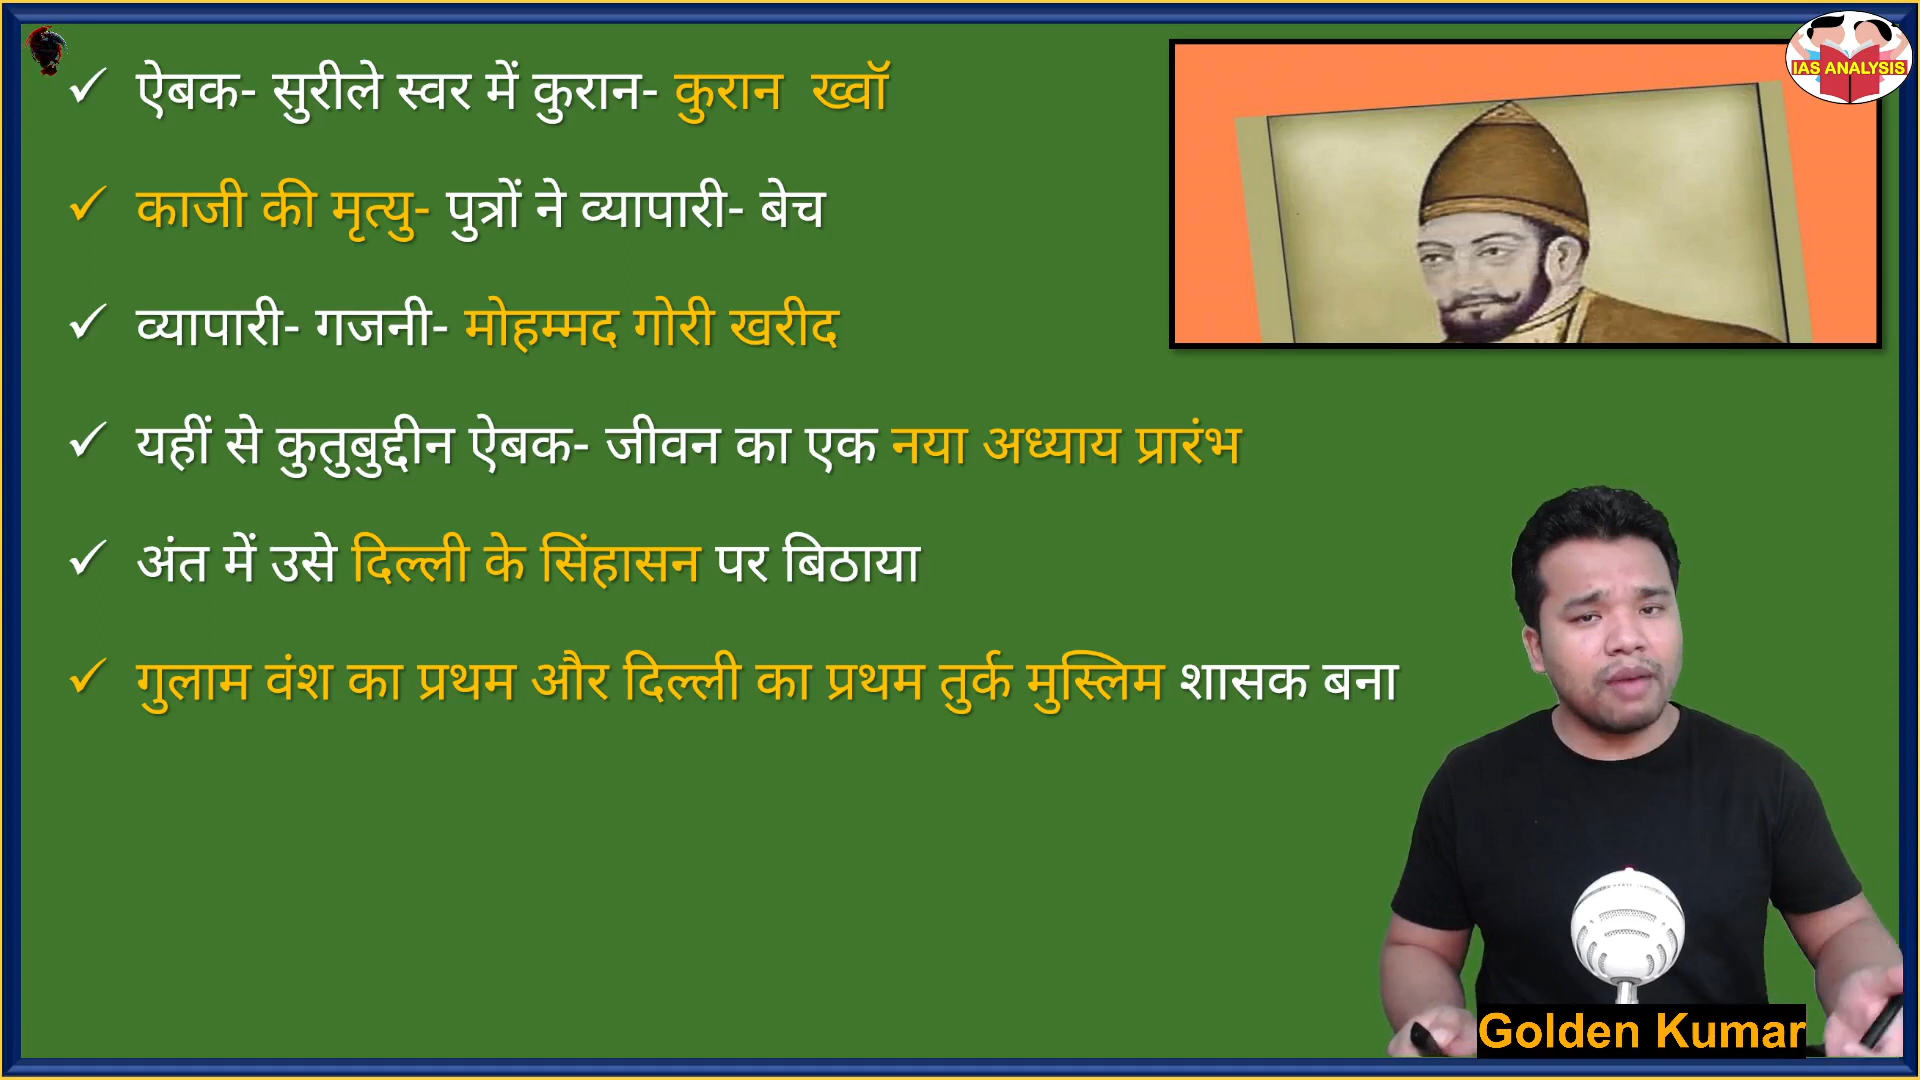 ऐबक- सुरीले स्वर में कुरान- कुरान ख्वॉ
काजी की मृत्यु- पुत्रों ने व्यापारी- बेच
व्यापारी- गजनी- मोहम्मद गोरी खरीद
यहीं से कुतुबुद्दीन ऐबक- जीवन का एक नया अध्याय प्रारंभ
अंत में उसे दिल्ली के सिंहासन पर बिठाया
गुलाम वंश का प्रथम और दिल्ली का प्रथम तुर्क मुस्लिम शासक बना
IAS ANALYSIS
Golden Kumar